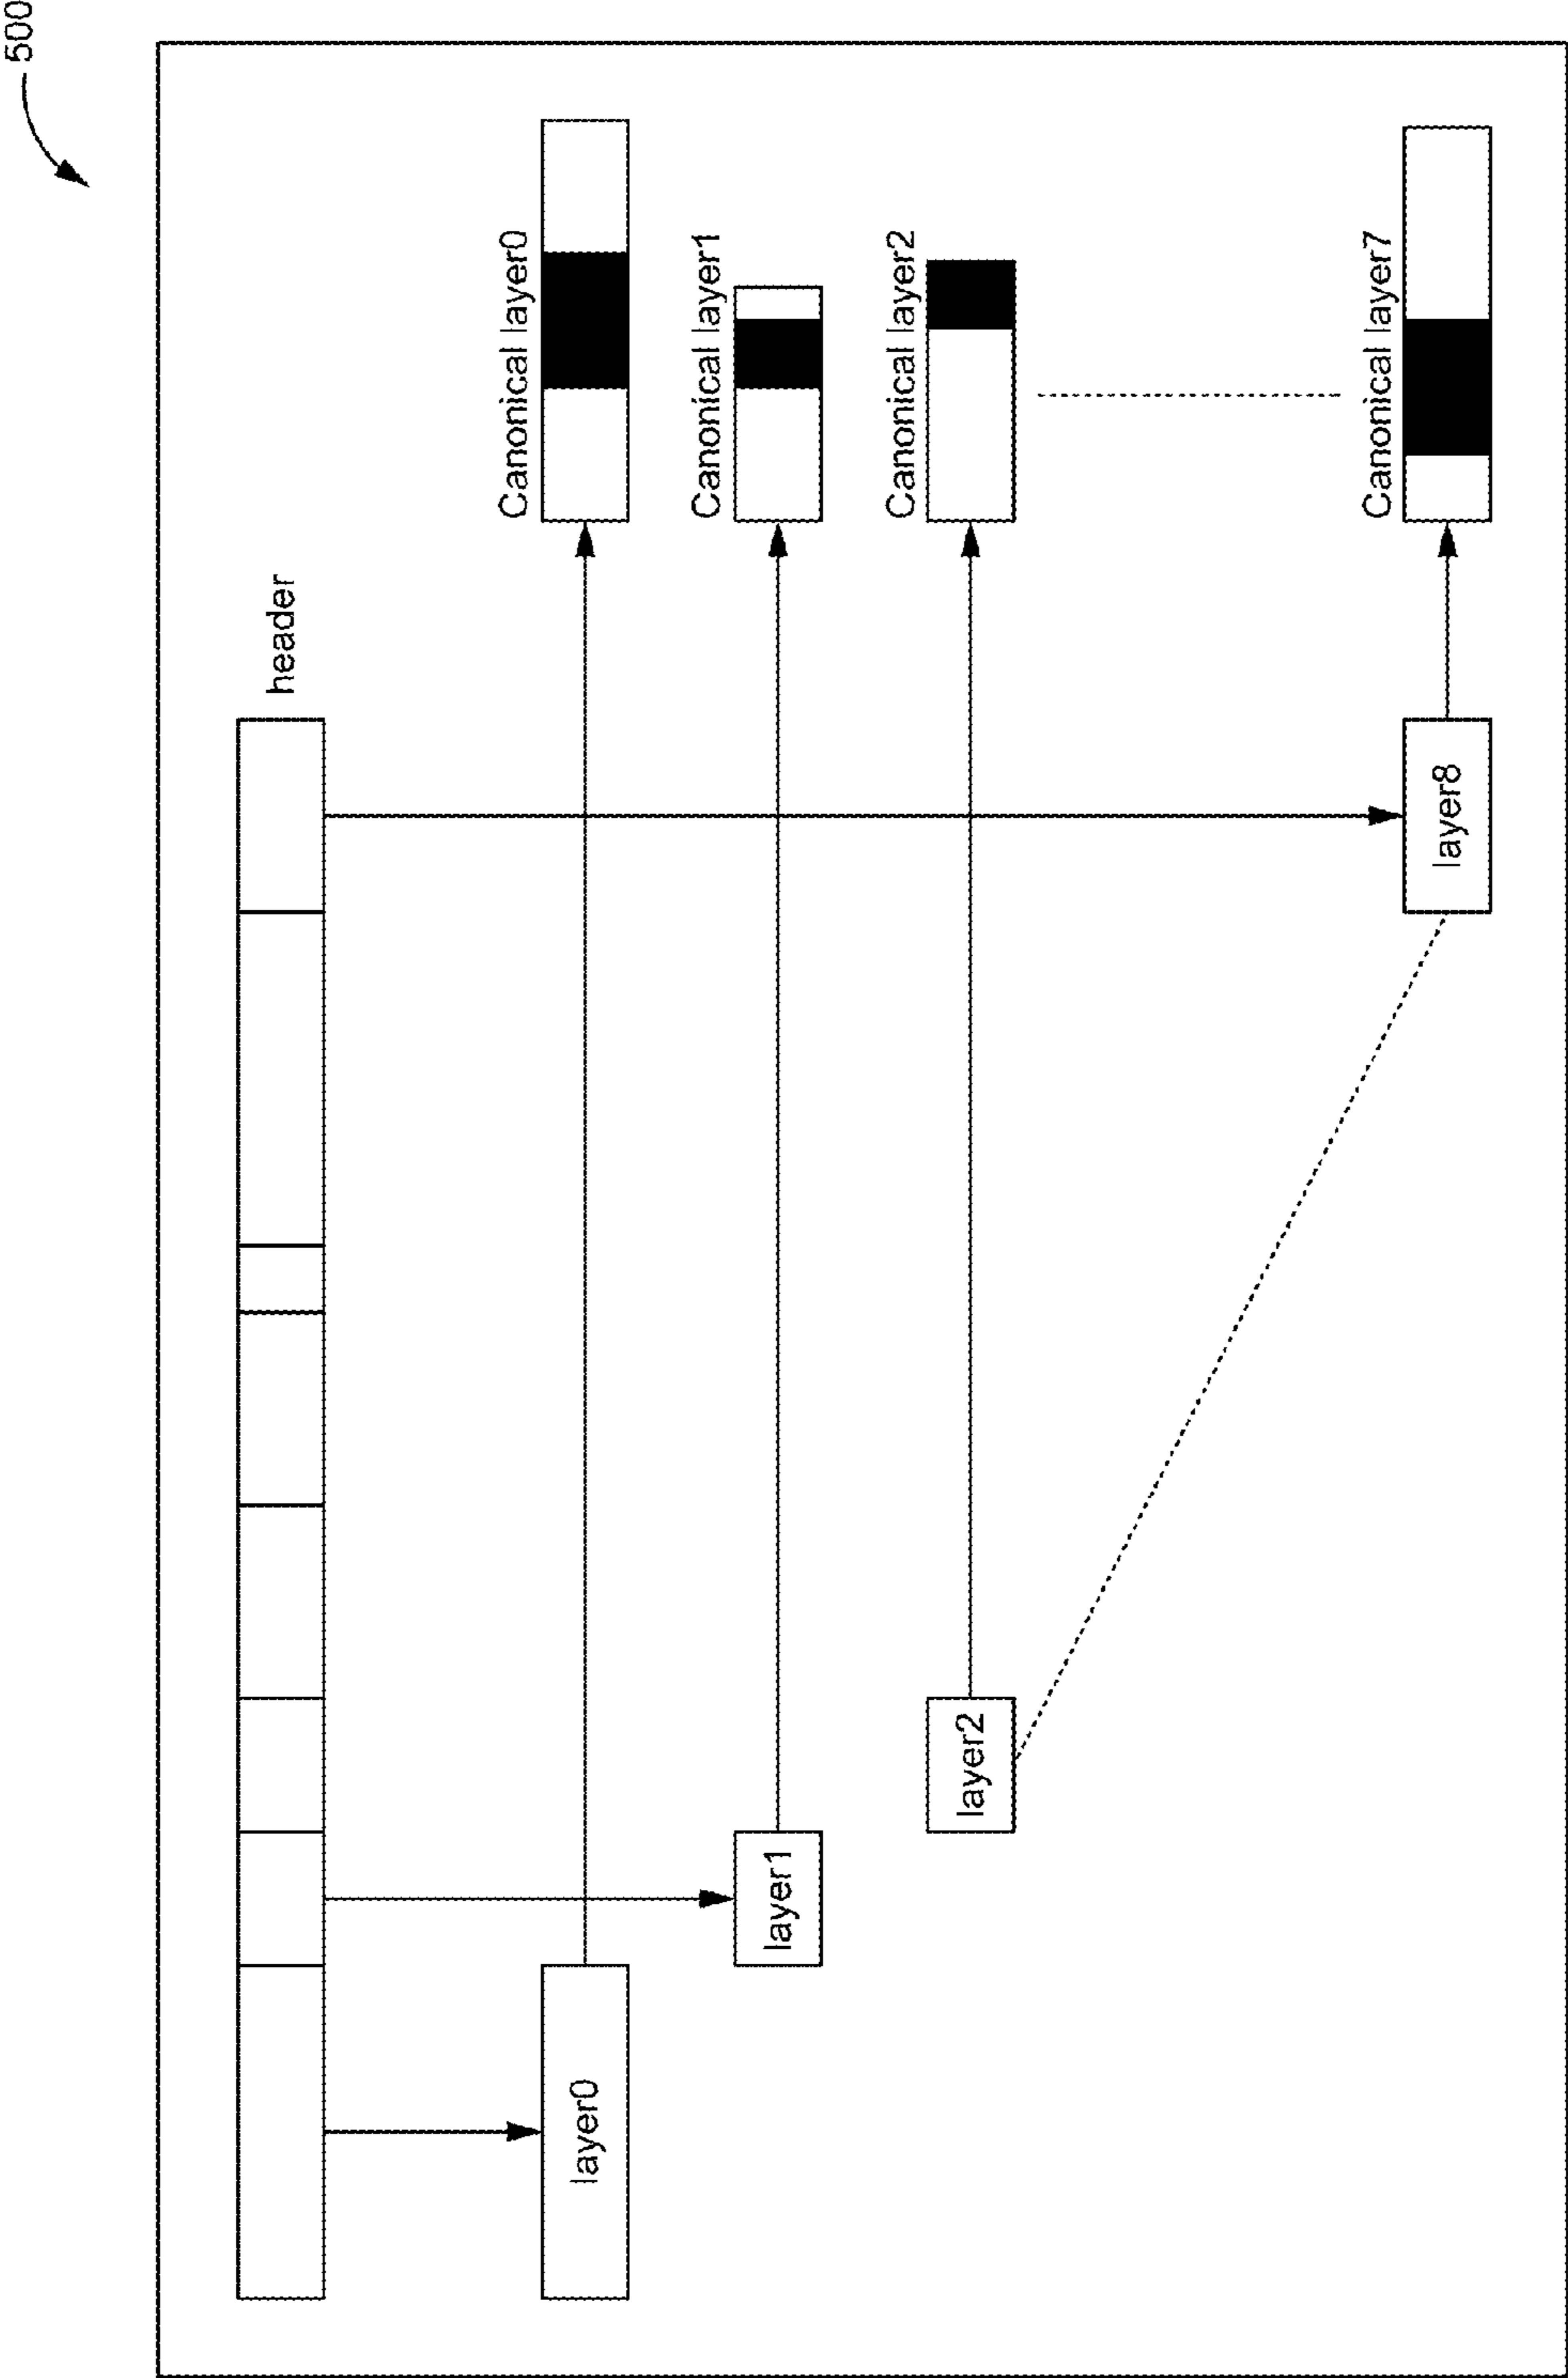 500
header
Canonical layer0
layer0
Canonical layer1
layer1
Canonical layer2
layer2
Canonical layer7
layer8